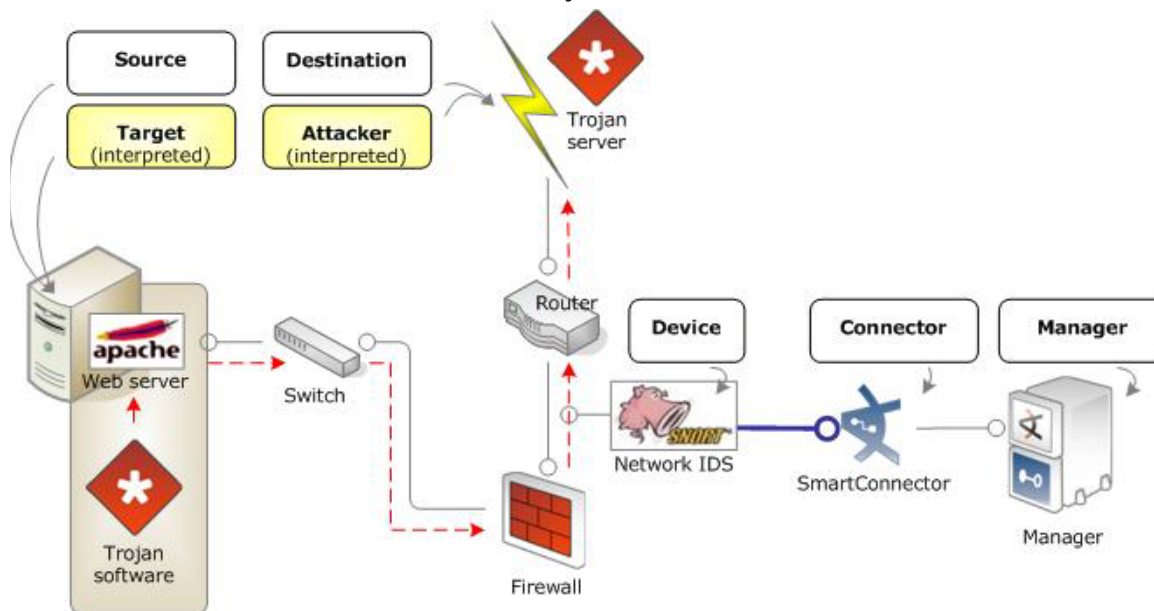 Source
Destination
Target
(interpreted)
Attacker
(interpreted)
Trojan
server
Router
Device
Connector
Manager
apache
Web server
Switch
SNORT
Network IDS
SmartConnector
Manager
Trojan
software
Firewall